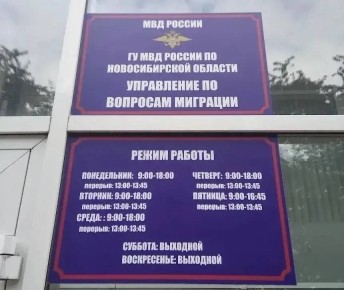 МВД РОССИИ
ГУ МВД РОССИИ ПО
НОВОСИБИРСКОЙ ОБЛАСТИ
УПРАВЛЕНИЕ ПО
ВОПРОСАМ МИГРАЦИИ
РЕЖИМ РАБОТЫ
ПОНЕДЕЛЬНИК: 9:00-18:00
перерыв: 13:00-13:45
ВТОРНИК: 9:00-18:00
перерыв: 13:00-13:45
СРЕДА: : 9:00-18:00
перерыв: 13:00-13:45
ЧЕТВЕРГ: 9:00-18:00
перерыв: 13:00-13:45
ПЯТНИЦА: 9:00-16:45
перерыв: 13:00-13:45
СУББОТА: ВЫХОДНОЙ
ВОСКРЕСЕНЬЕ: ВЫХОДНОЙ